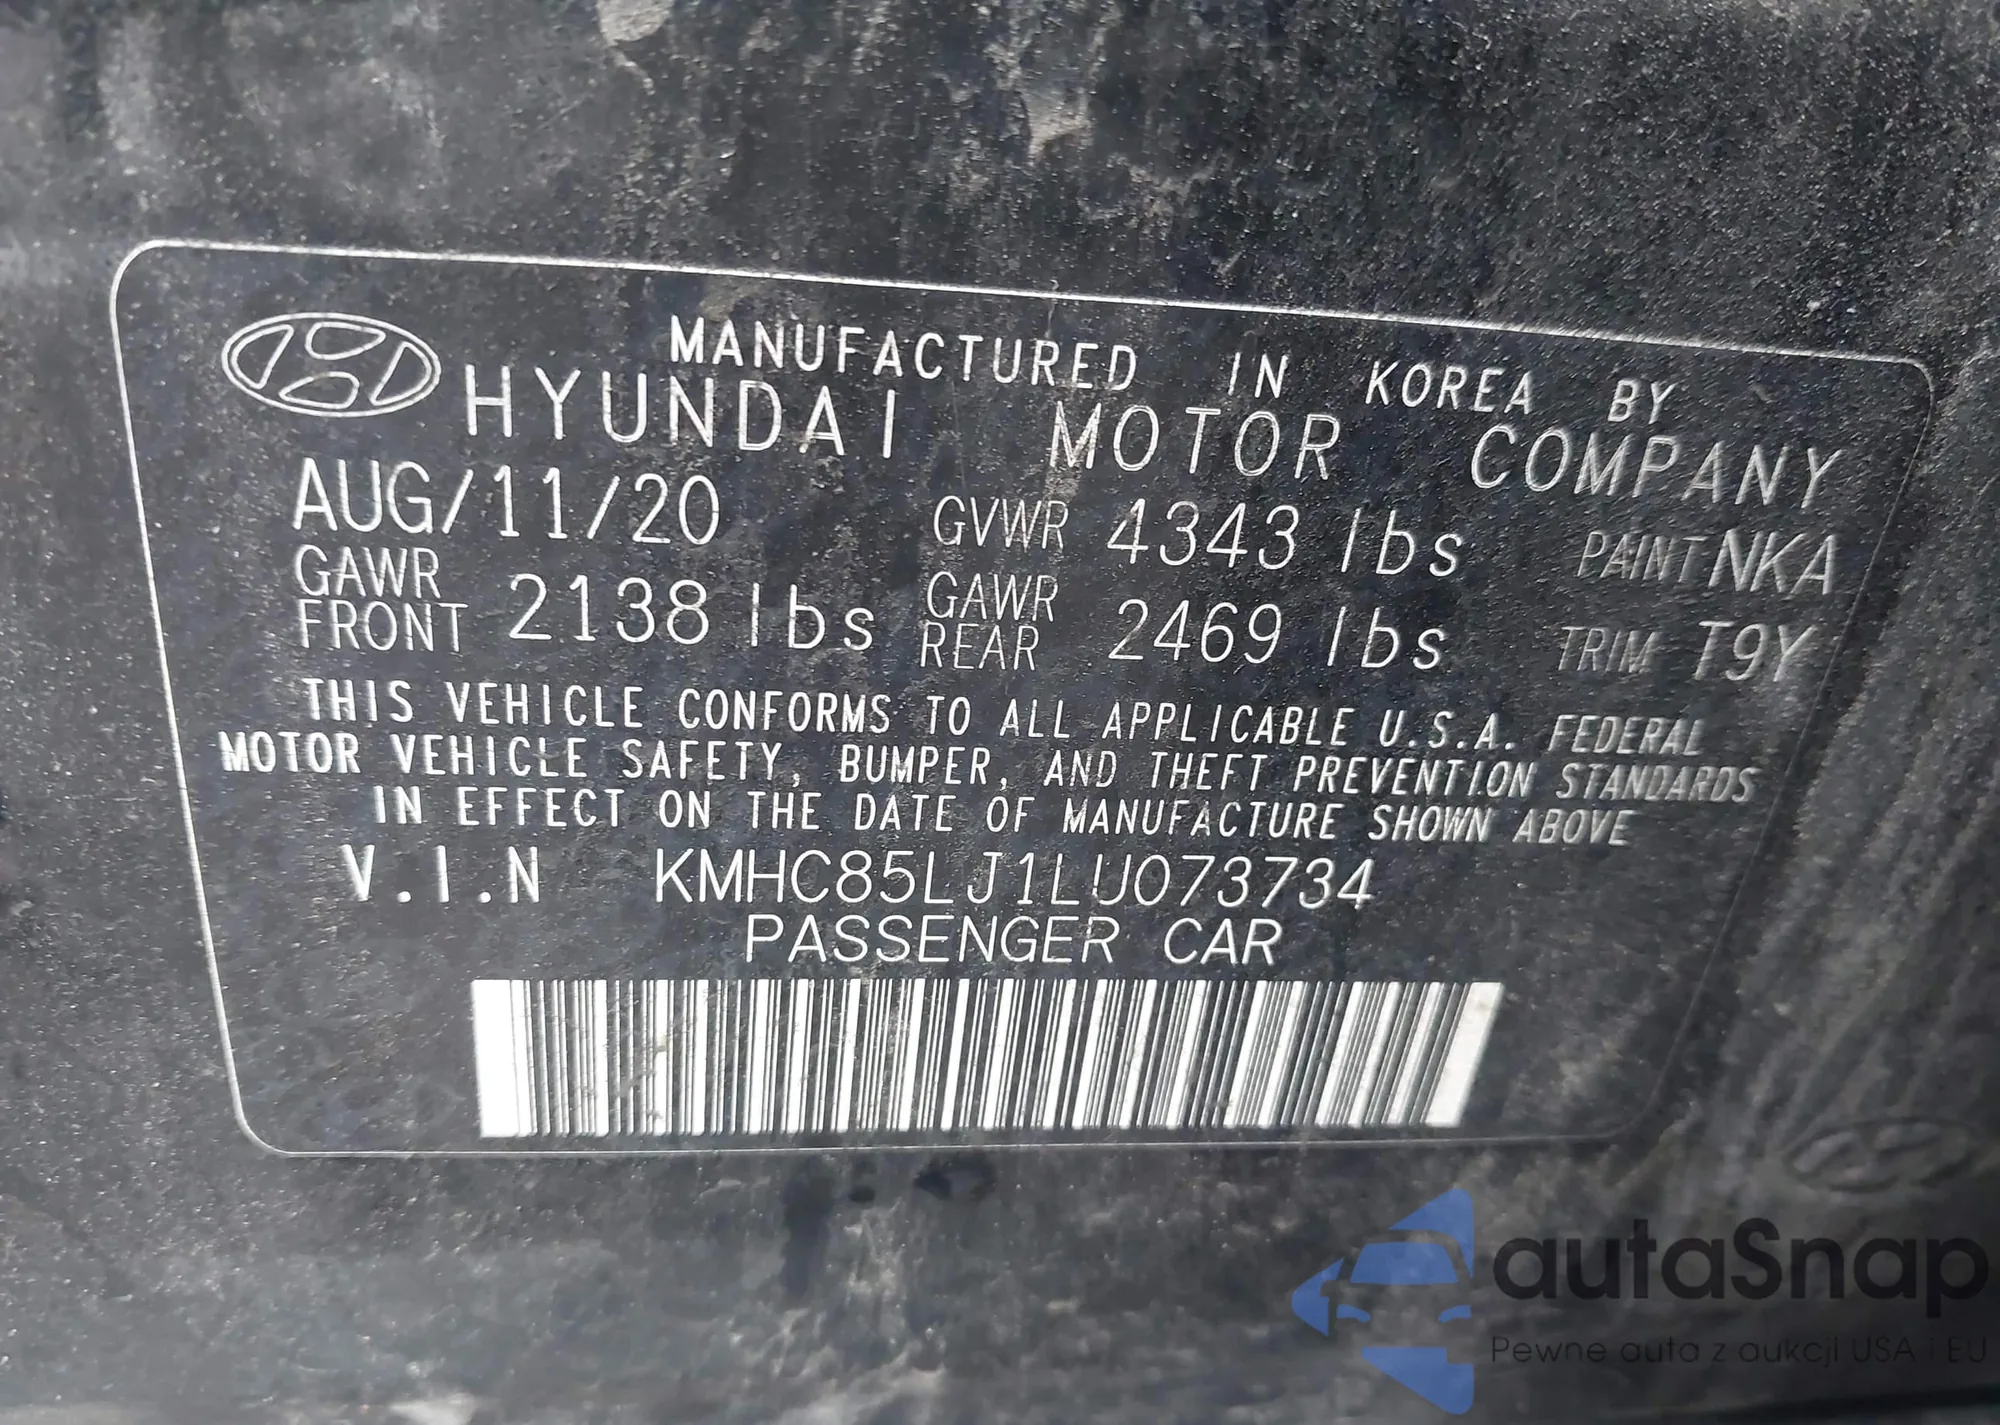 MANUFACTURED IN KOREA BY
HYUNDAI MOTOR COMPANY
AUG/11/20 GVWR 4343 lbs PAINT NKA
GAWR FRONT 2138 lbs GAWR REAR 2469 lbs TRIM T9Y
THIS VEHICLE CONFORMS TO ALL APPLICABLE U.S.A. FEDERAL
MOTOR VEHICLE SAFETY, BUMPER, AND THEFT PREVENTION STANDARDS
IN EFFECT ON THE DATE OF MANUFACTURE SHOWN ABOVE
V.I.N KMHC85LJ1LU073734
PASSENGER CAR
autaSnap
Pewne auta z aukcji USA i EU